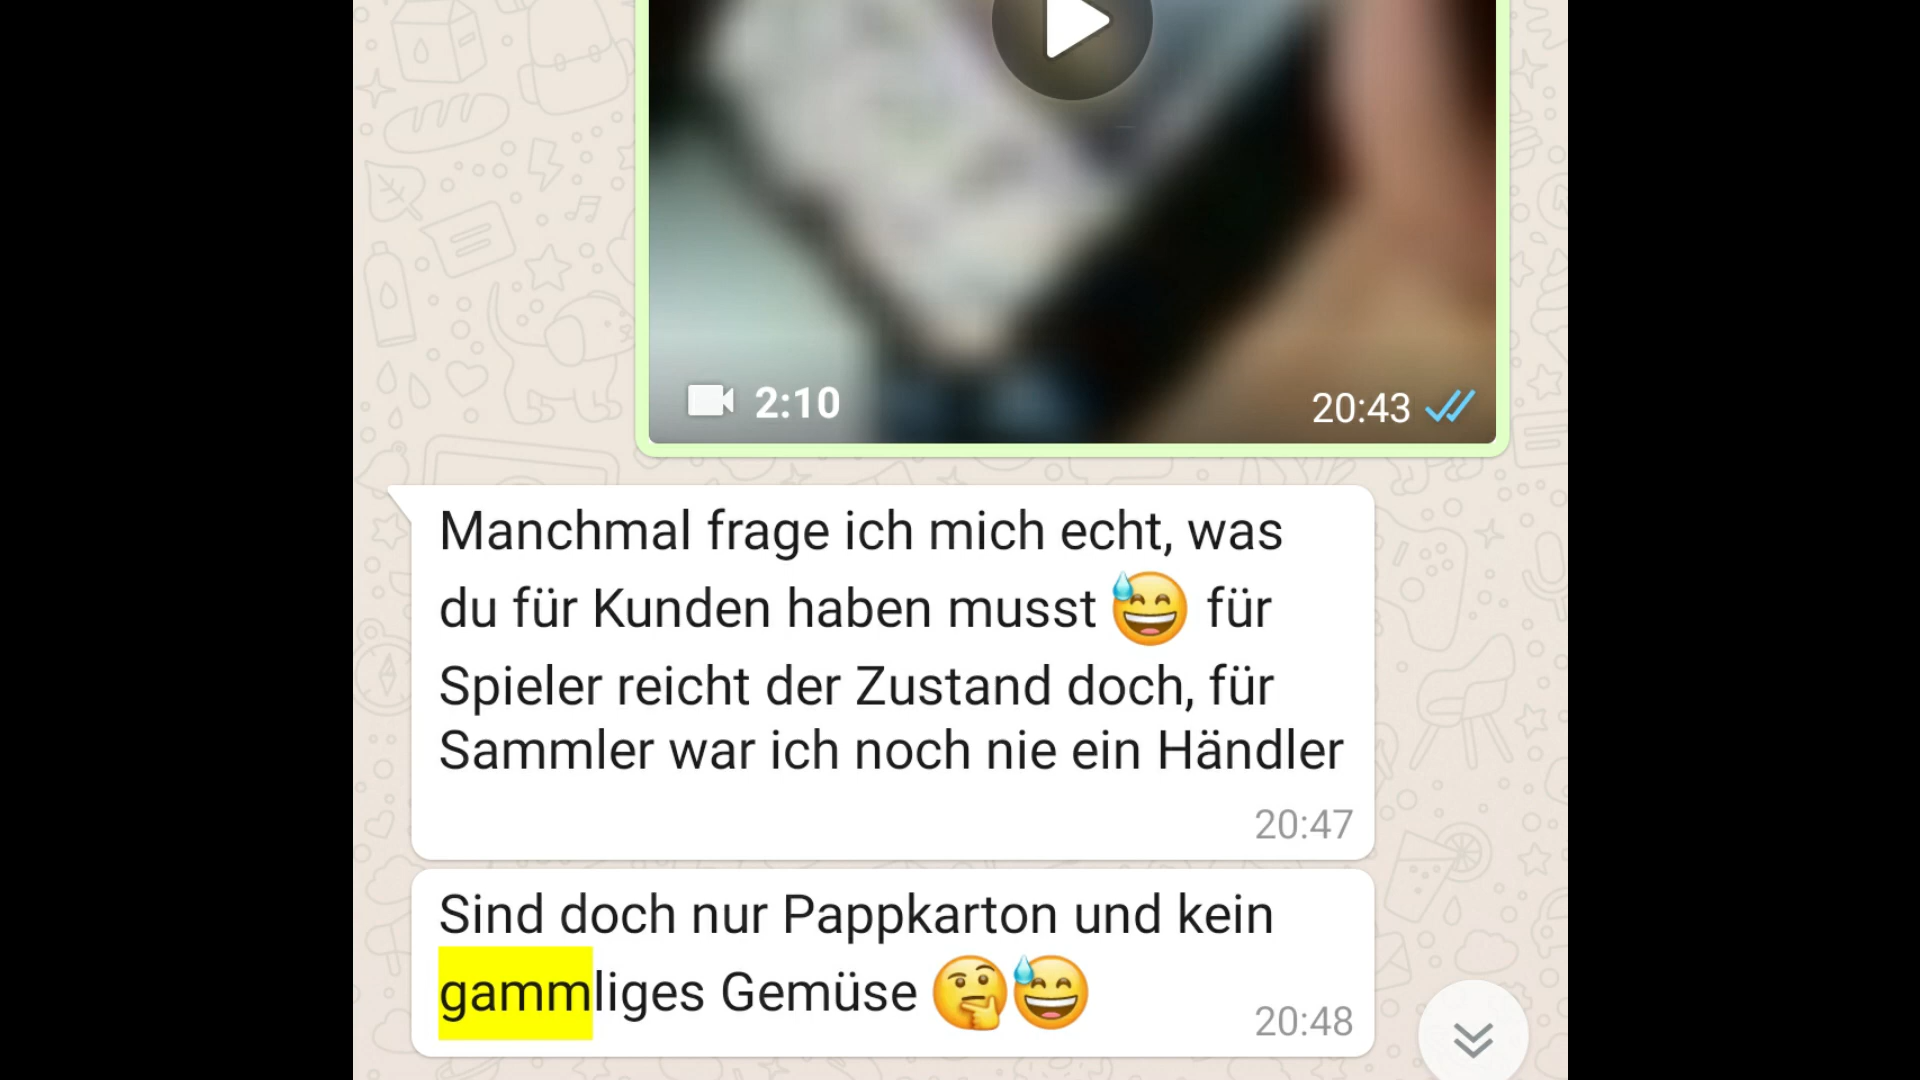 2:10
20:43
Manchmal frage ich mich echt, was
du für Kunden haben musst 😅 für
Spieler reicht der Zustand doch, für
Sammler war ich noch nie ein Händler
20:47
Sind doch nur Pappkarton und kein
gammliges Gemüse 🤔😅
20:48